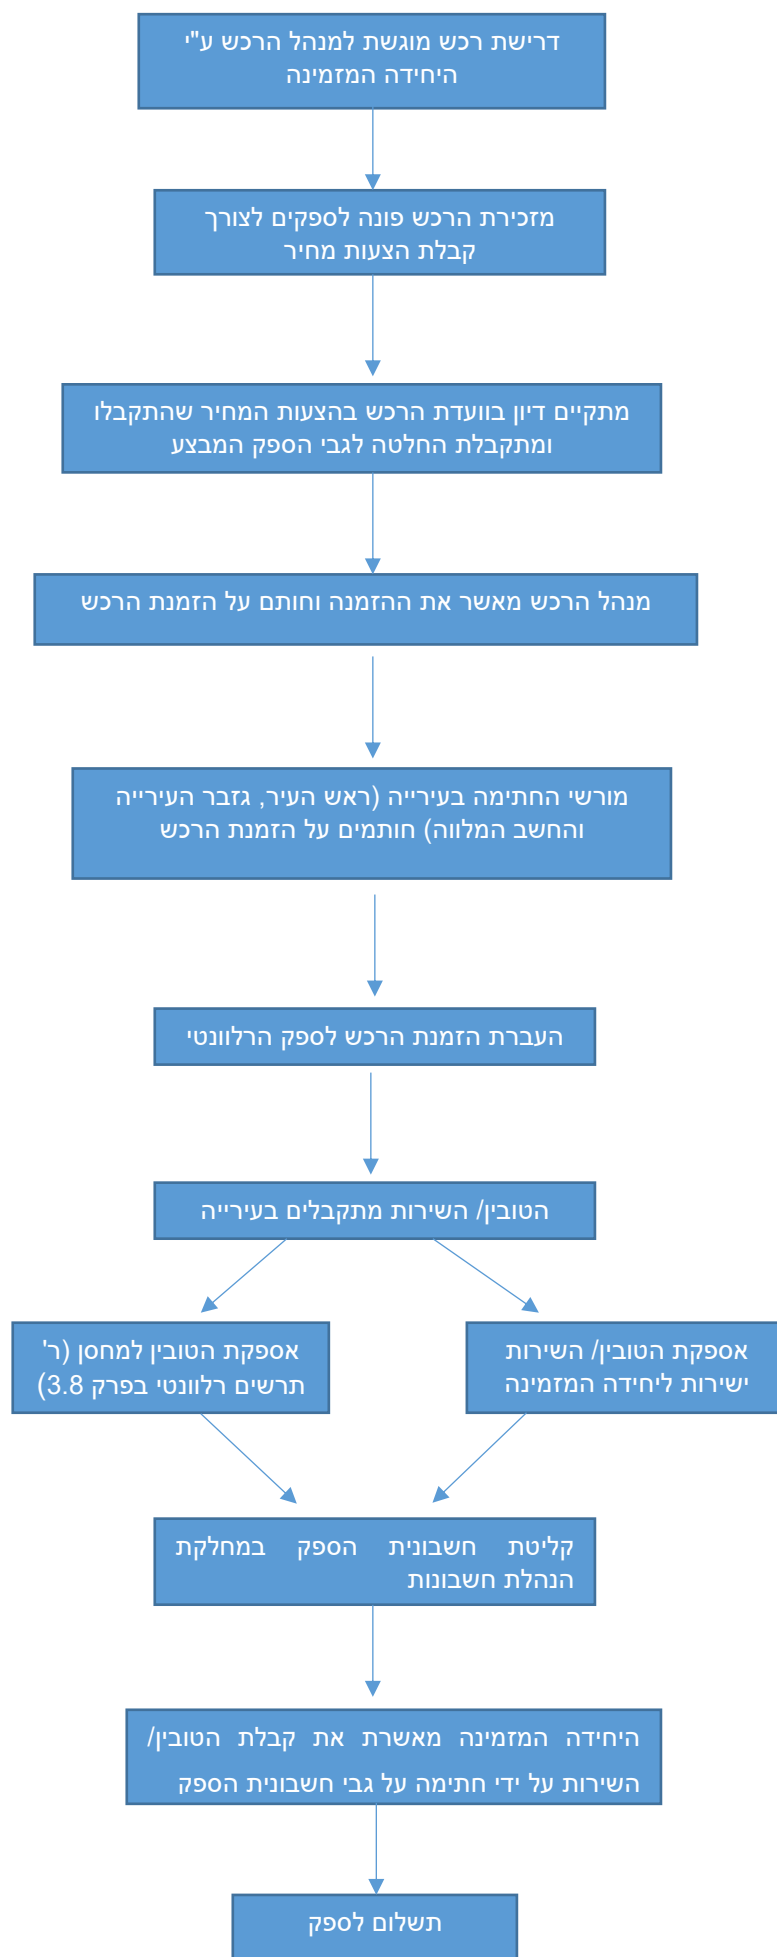 דרישת רכש מוגשת למנהל הרכש ע"י
היחידה המזמינה
מזכירת הרכש פונה לספקים לצורך
קבלת הצעות מחיר
מתקיים דיון בוועדת הרכש בהצעות המחיר שהתקבלו
ומתקבלת החלטה לגבי הספק המבצע
מנהל הרכש מאשר את ההזמנה וחותם על הזמנת הרכש
מורשי החתימה בעירייה (ראש העיר, גזבר העירייה
והחשב המלווה) חותמים על הזמנת הרכש
העברת הזמנת הרכש לספק הרלוונטי
הטובין/ השירות מתקבלים בעירייה
אספקת הטובין/ השירות
ישירות ליחידה המזמינה
אספקת הטובין למחסן (ר'
תרשים רלוונטי בפרק 3.8)
קליטת חשבונית הספק במחלקת
הנהלת חשבונות
היחידה המזמינה מאשרת את קבלת הטובין/
השירות על ידי חתימה על גבי חשבונית הספק
תשלום לספק